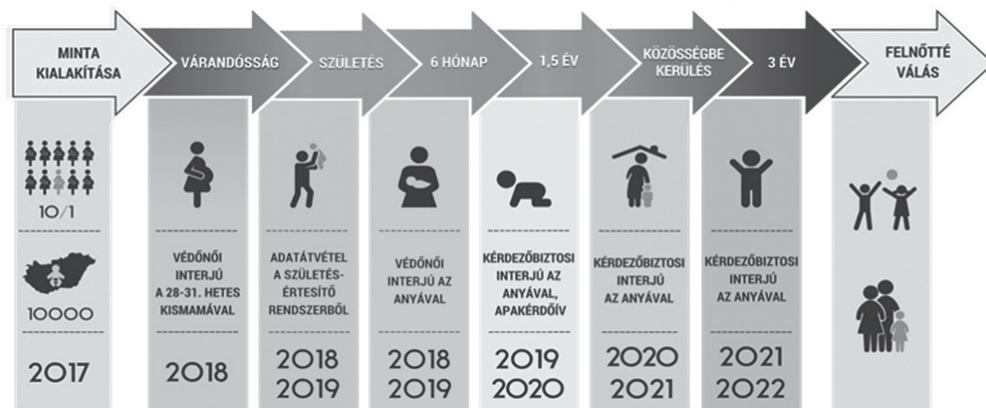 MINTA
KIALAKÍTÁSA
VÁRANDÓSSÁG
SZÜLETÉS
6 HÓNAP
1,5 ÉV
KÖZÖSSÉGBE
KERÜLÉS
3 ÉV
FELNŐTTÉ
VÁLÁS
10/1
10000
2017
VÉDŐNŐI
INTERJÚ
A 28-31. HETES
KISMAMÁVAL
2018
ADATÁTVÉTEL
A SZÜLETÉS-
ÉRTESÍTŐ
RENDSZERBŐL
2018
2019
VÉDŐNŐI
INTERJÚ AZ
ANYÁVAL
2018
2019
KÉRDEZŐBIZTOSI
INTERJÚ AZ
ANYÁVAL,
APAKÉRDŐÍV
2019
2020
KÉRDEZŐBIZTOSI
INTERJÚ
AZ ANYÁVAL
2020
2021
KÉRDEZŐBIZTOSI
INTERJÚ
AZ ANYÁVAL
2021
2022